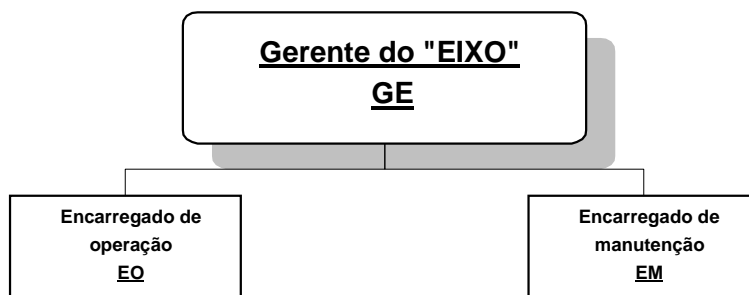 Gerente do "EIXO"
GE
Encarregado de
operação
EO
Encarregado de
manutenção
EM